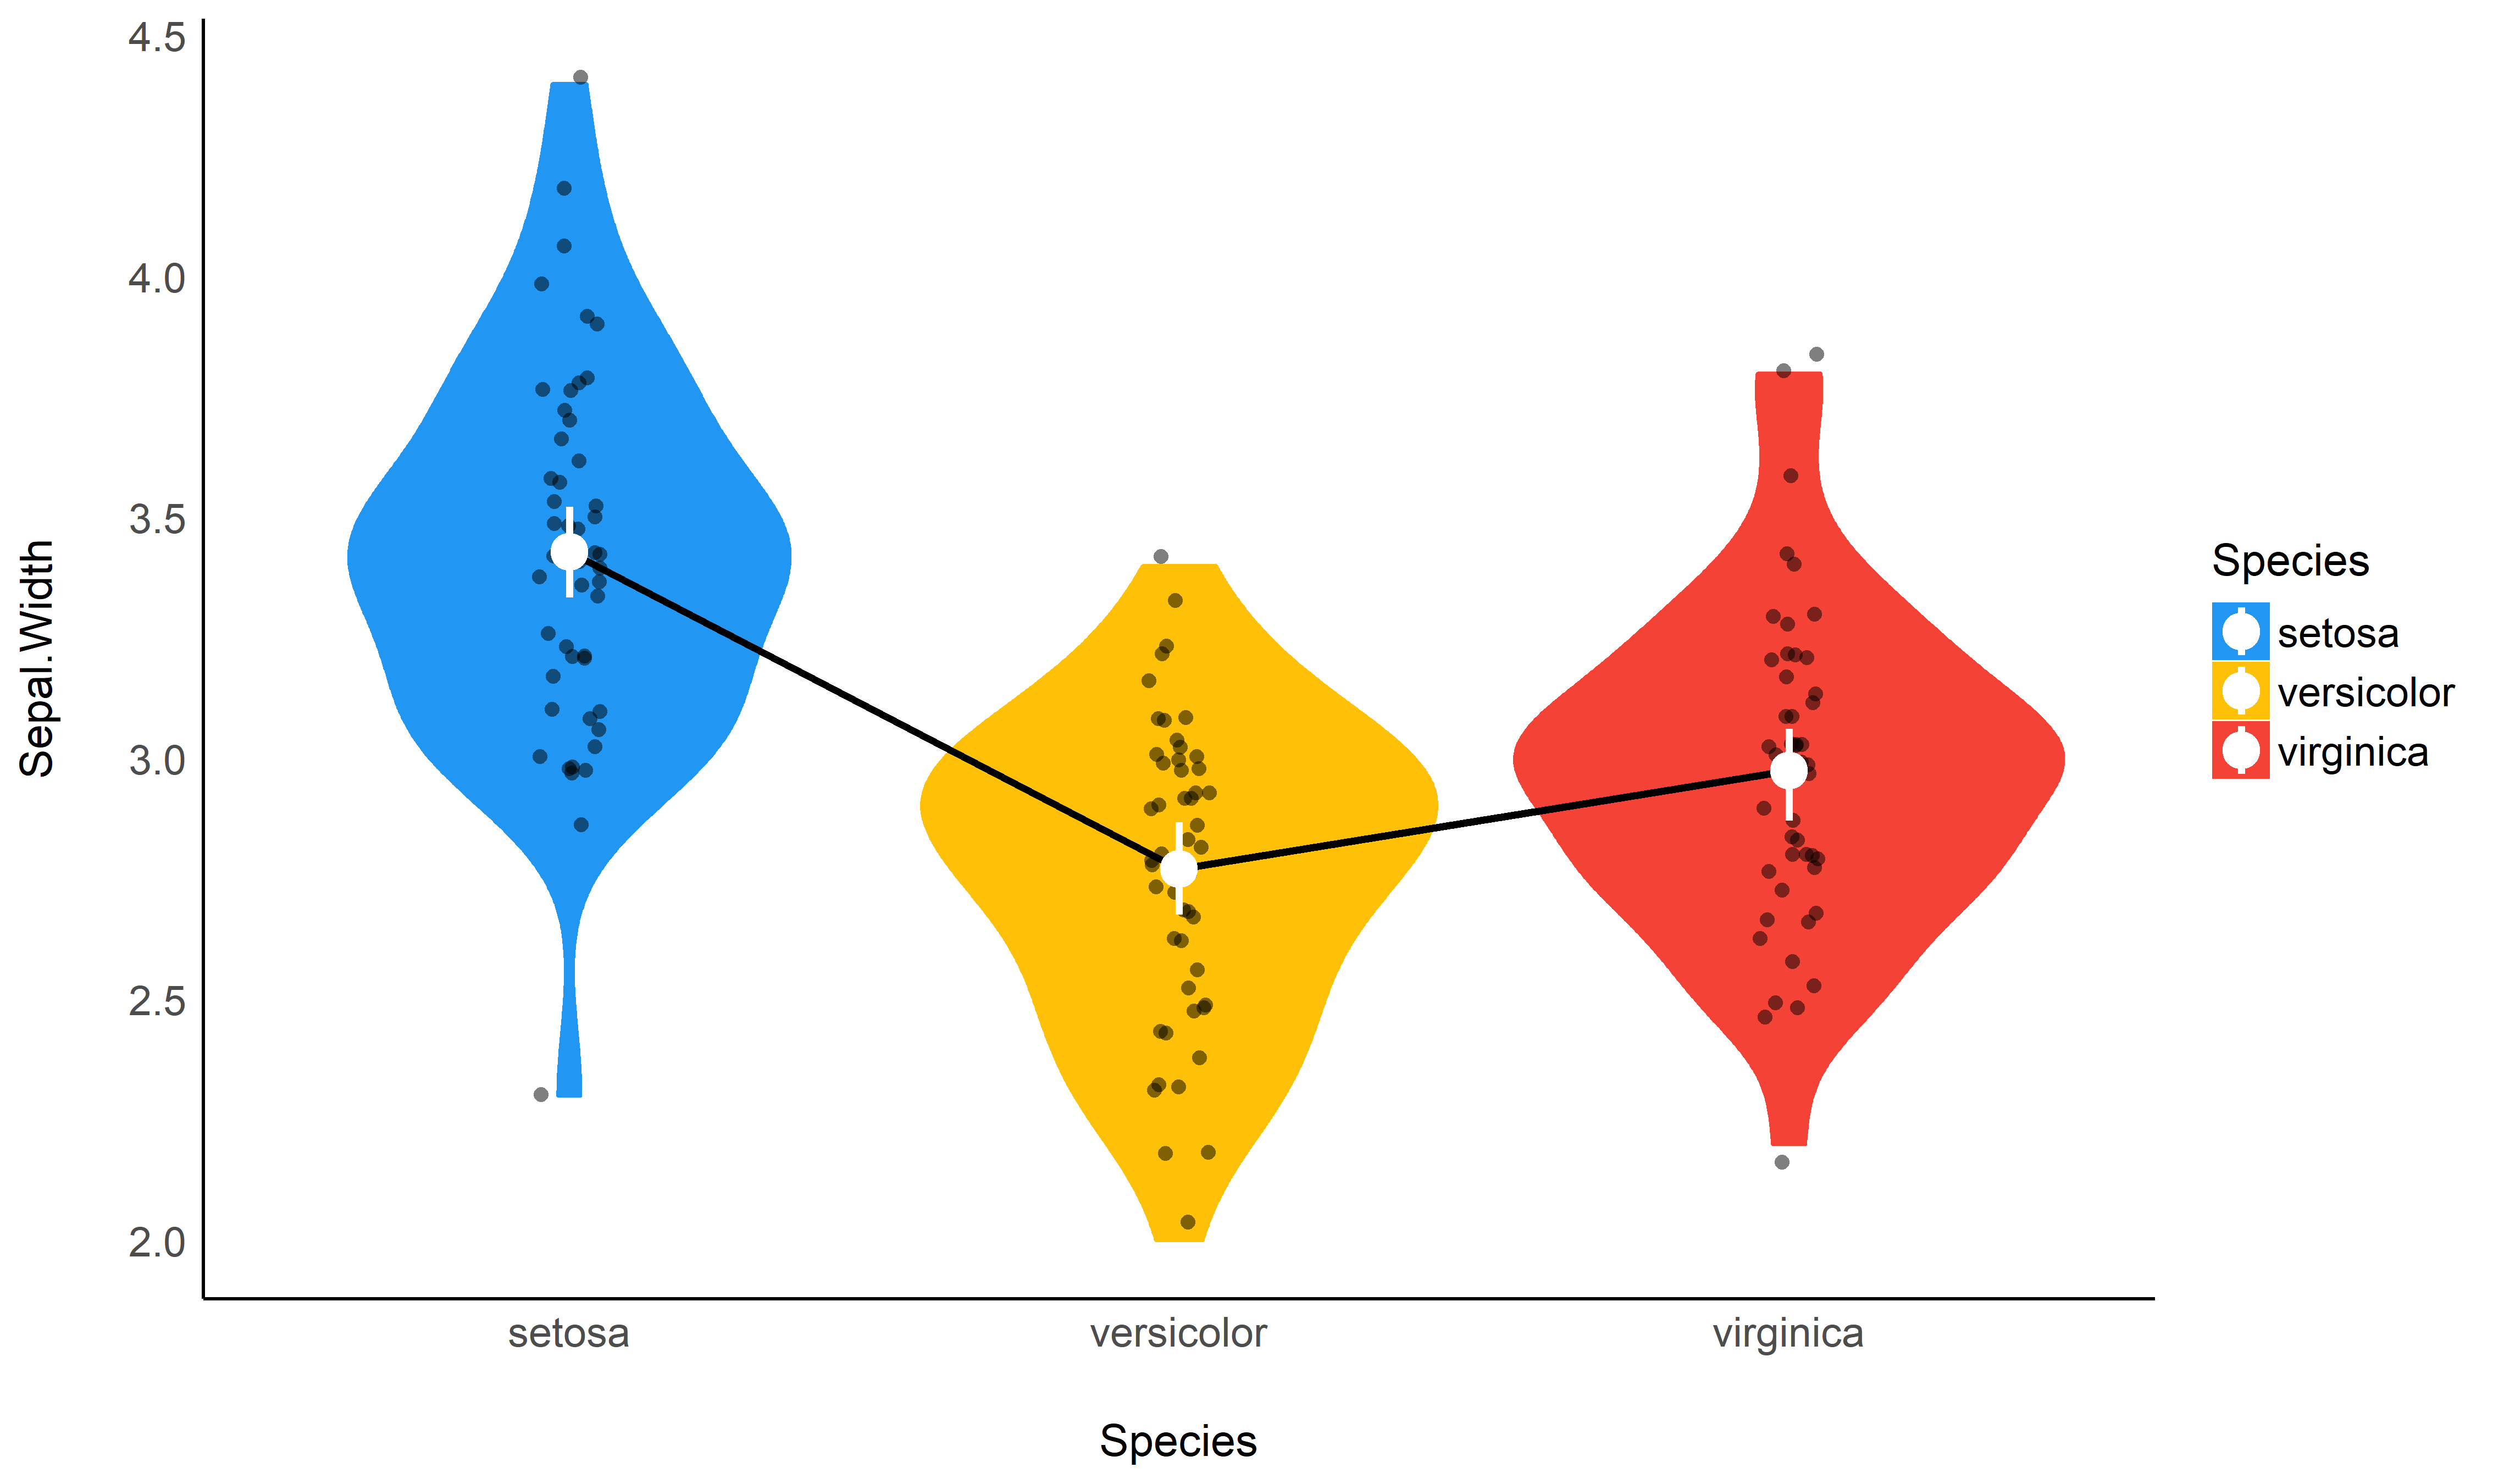 4.5
4.0
3.5
3.0
2.5
2.0
Sepal.Width
setosa
versicolor
virginica
Species
Species
setosa
versicolor
virginica